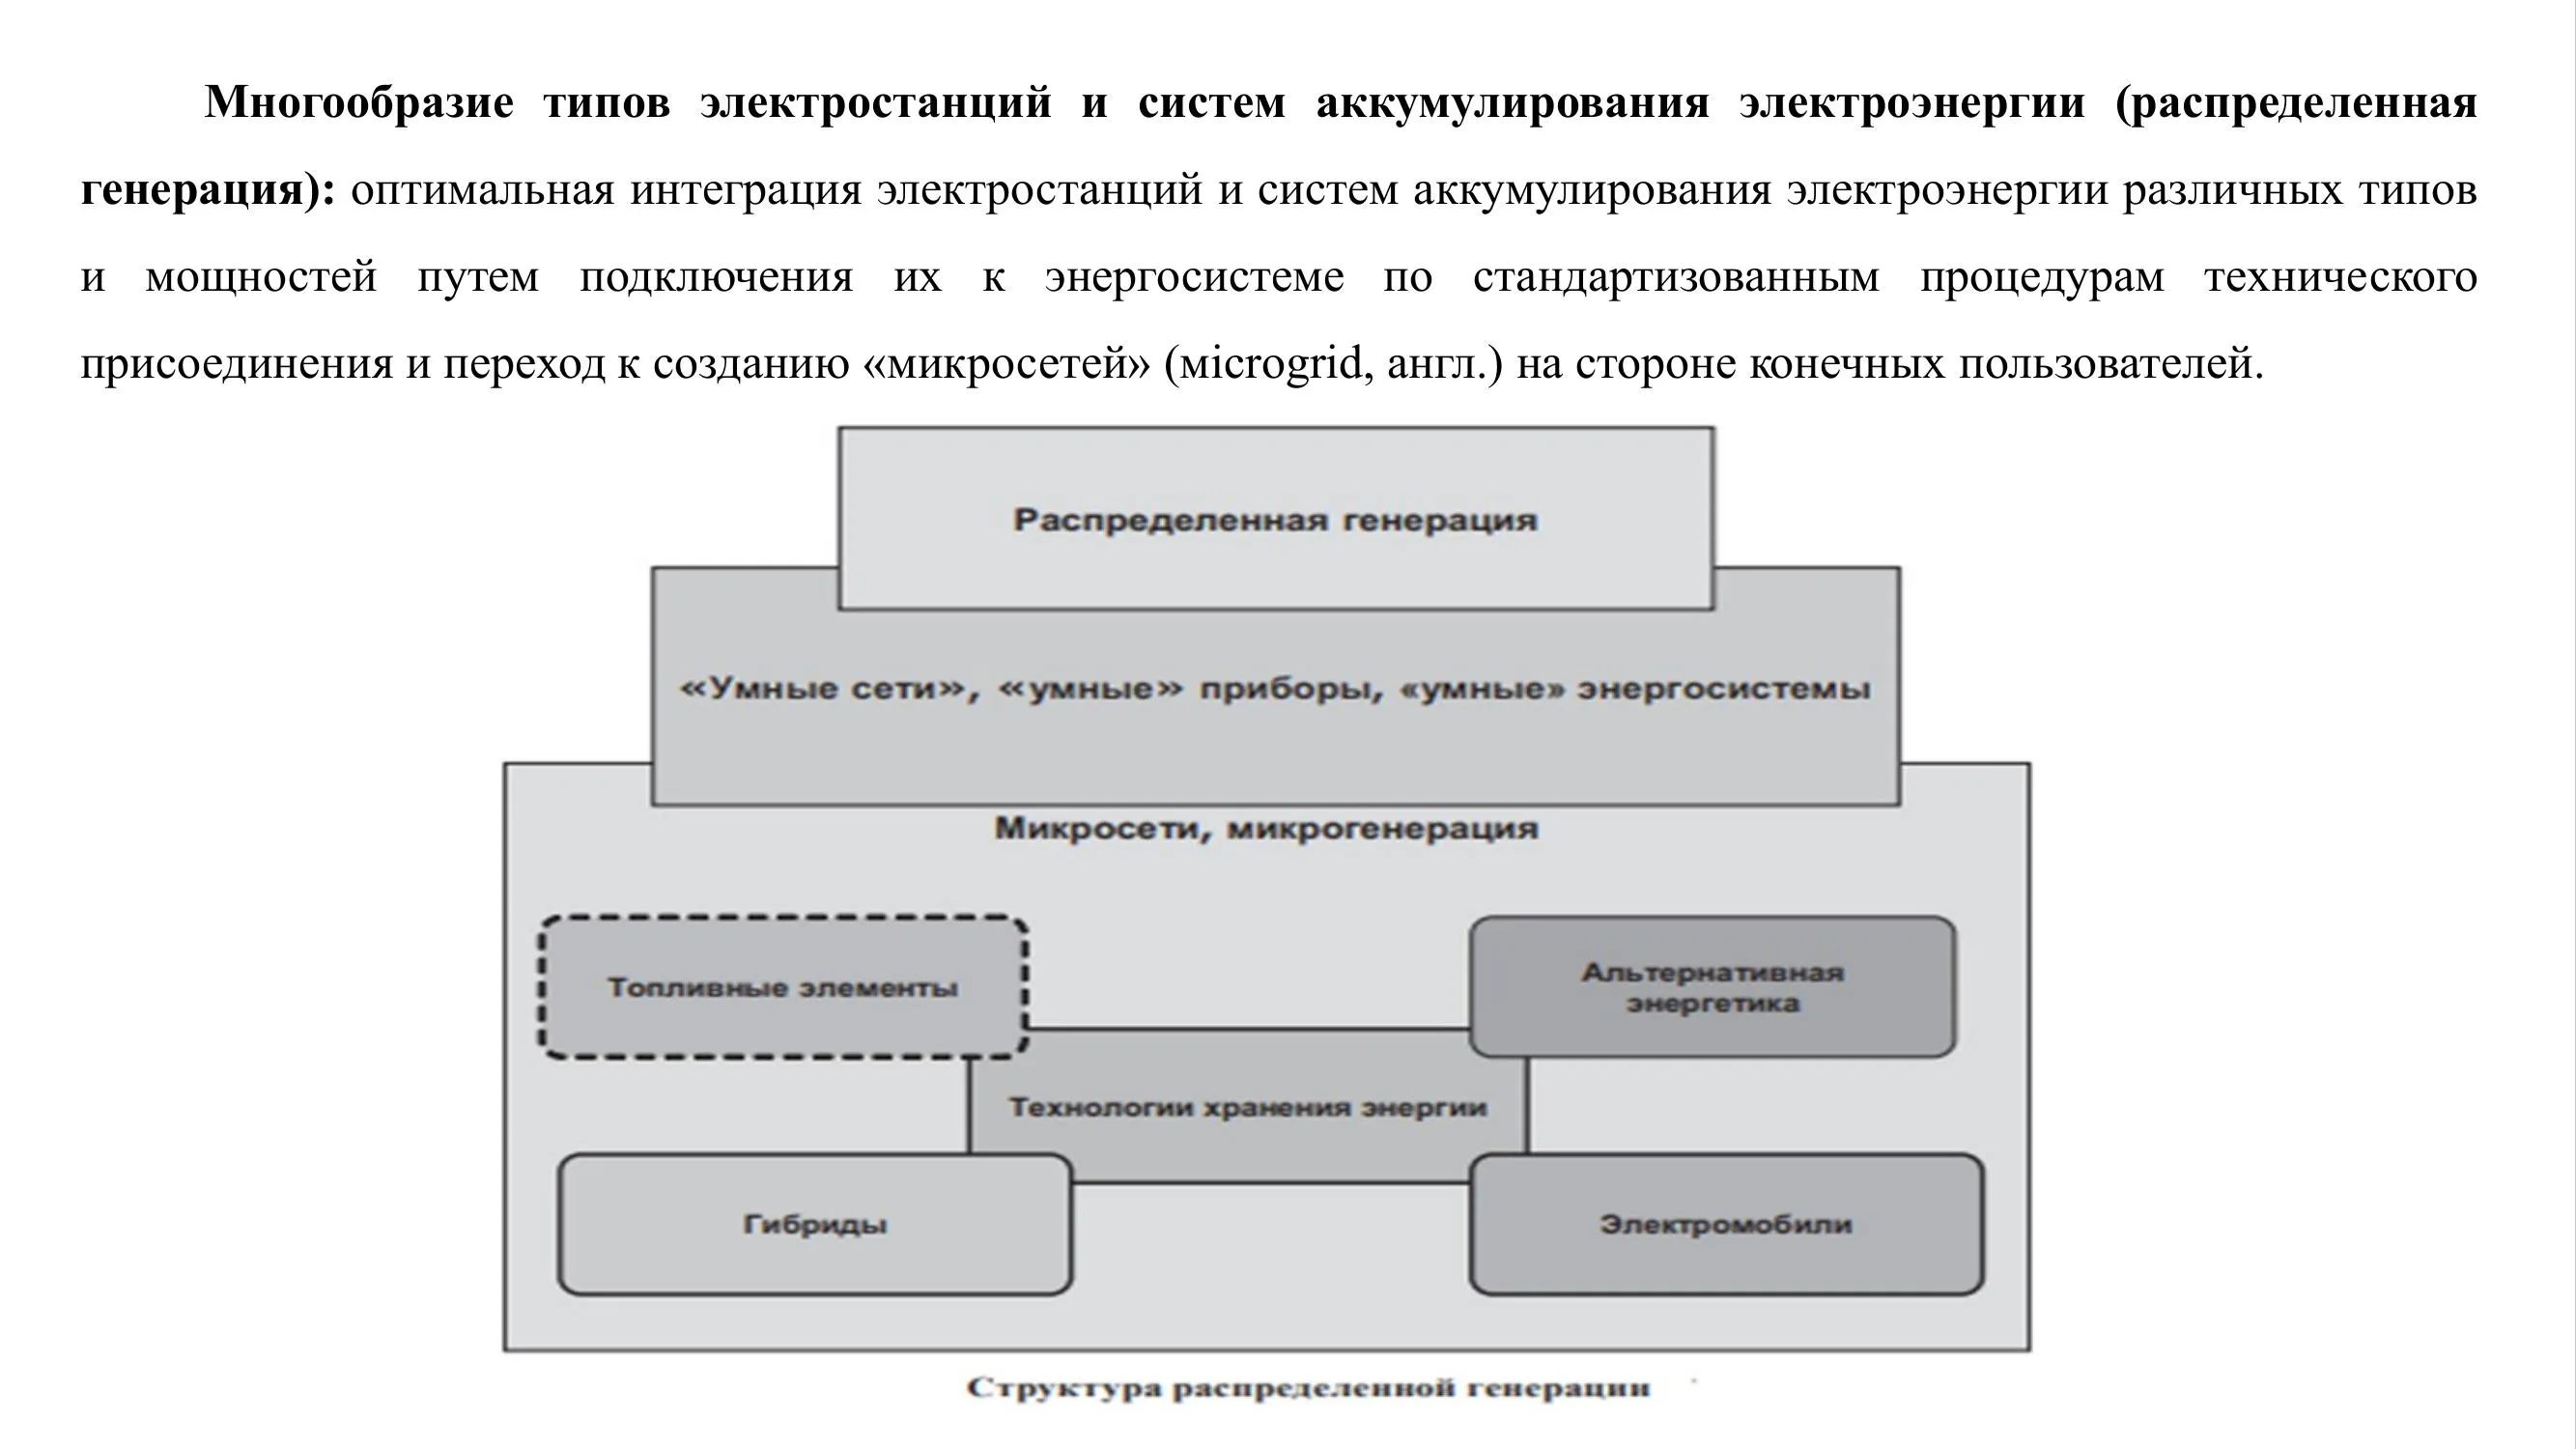 Многообразие типов электростанций и систем аккумулирования электроэнергии (распределенная
генерация): оптимальная интеграция электростанций и систем аккумулирования электроэнергии различных типов
и мощностей путем подключения их к энергосистеме по стандартизованным процедурам технического
присоединения и переход к созданию «микросетей» (мicrogrid, англ.) на стороне конечных пользователей.
Распределенная генерация
«Умные сети», «умные» приборы, «умные» энергосистемы
Микросети, микрогенерация
Топливные элементы
Альтернативная
энергетика
Технологии хранения энергии
Гибриды
Электромобили
Структура распределенной генерации